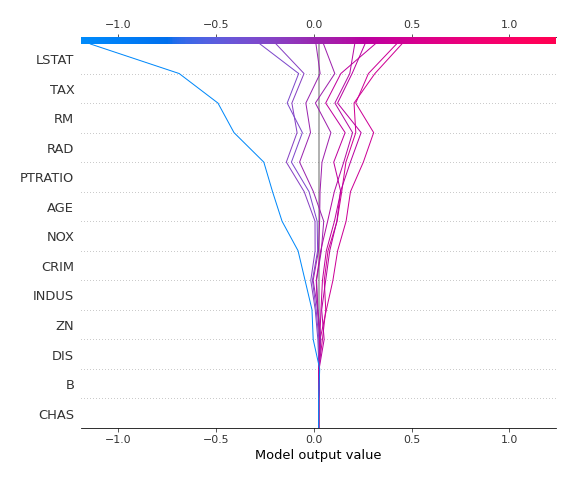 −1.0 −0.5 0.0 0.5 1.0
LSTAT
TAX
RM
RAD
PTRATIO
AGE
NOX
CRIM
INDUS
ZN
DIS
B
CHAS
−1.0 −0.5 0.0 0.5 1.0
Model output value